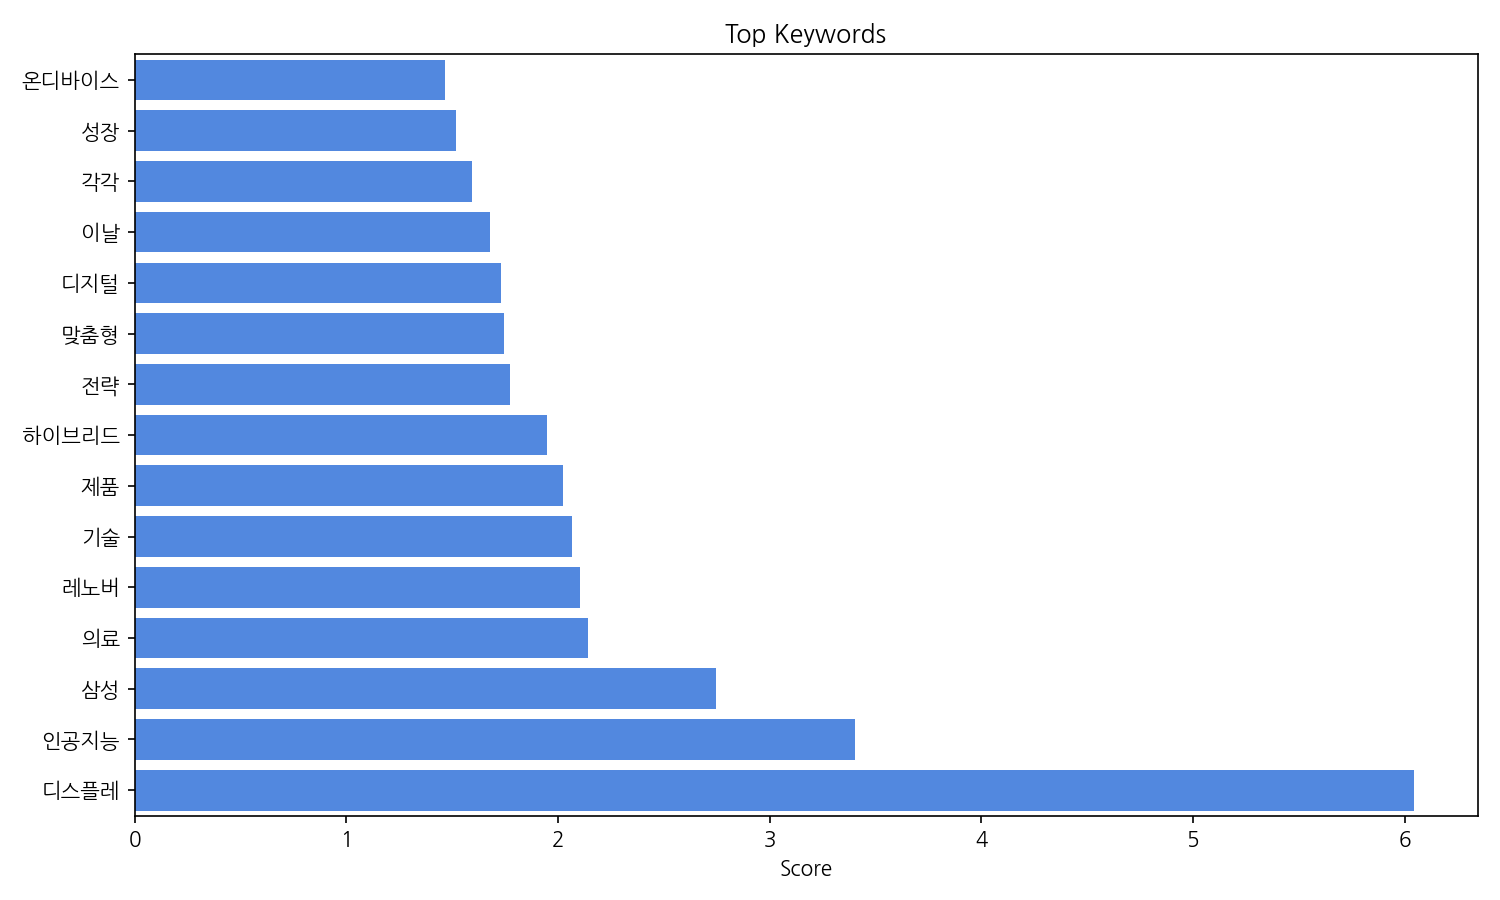 Top Keywords
온디바이스
성장
각각
이날
디지털
맞춤형
전략
하이브리드
제품
기술
레노버
의료
삼성
인공지능
디스플레
0 1 2 3 4 5 6
Score